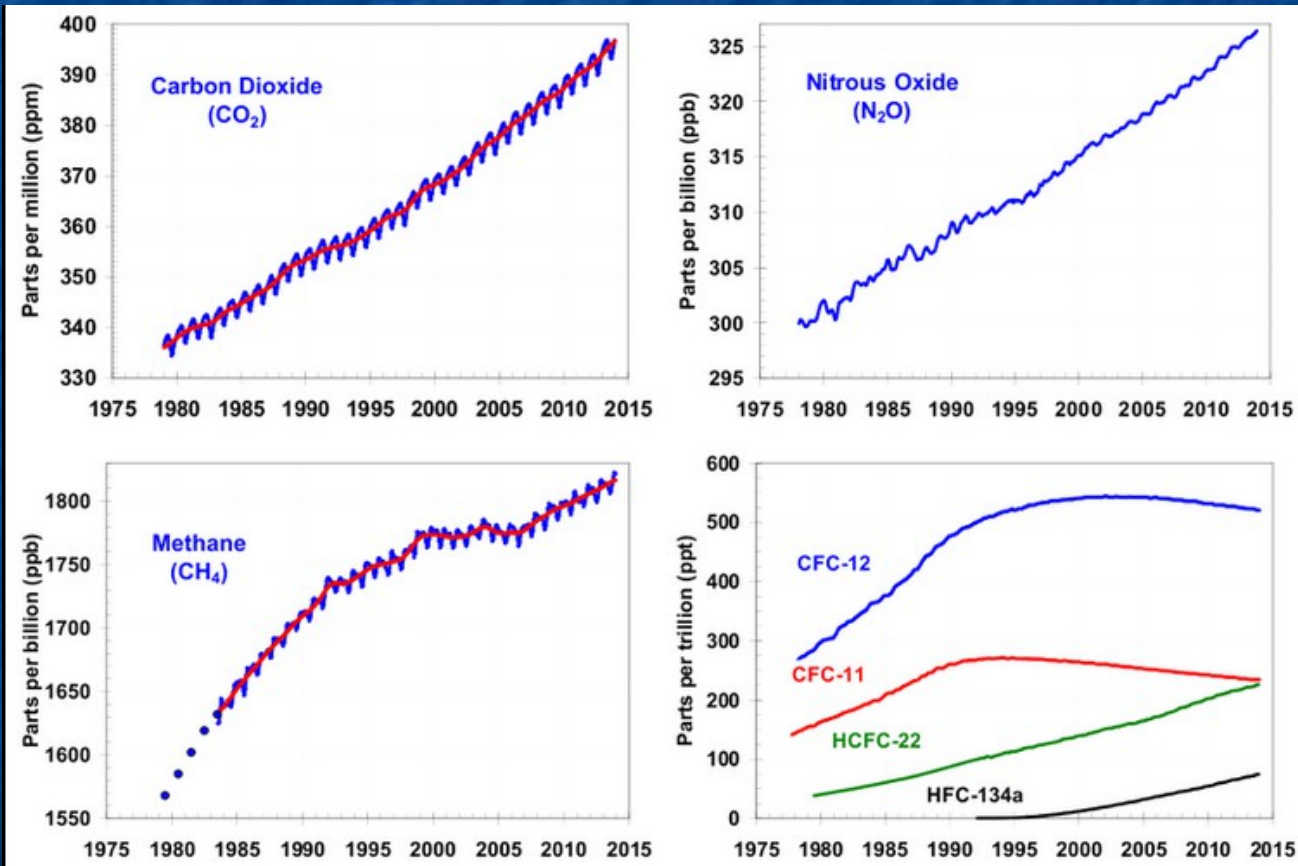 400
390
380
370
360
350
340
330
Parts per million (ppm)
Carbon Dioxide
(CO₂)
1975 1980 1985 1990 1995 2000 2005 2010 2015
325
320
315
310
305
300
295
Parts per billion (ppb)
Nitrous Oxide
(N₂O)
1975 1980 1985 1990 1995 2000 2005 2010 2015
1800
1750
1700
1650
1600
1550
Parts per billion (ppb)
Methane
(CH₄)
1975 1980 1985 1990 1995 2000 2005 2010 2015
600
500
400
300
200
100
0
Parts per trillion (ppt)
CFC-12
CFC-11
HCFC-22
HFC-134a
1975 1980 1985 1990 1995 2000 2005 2010 2015